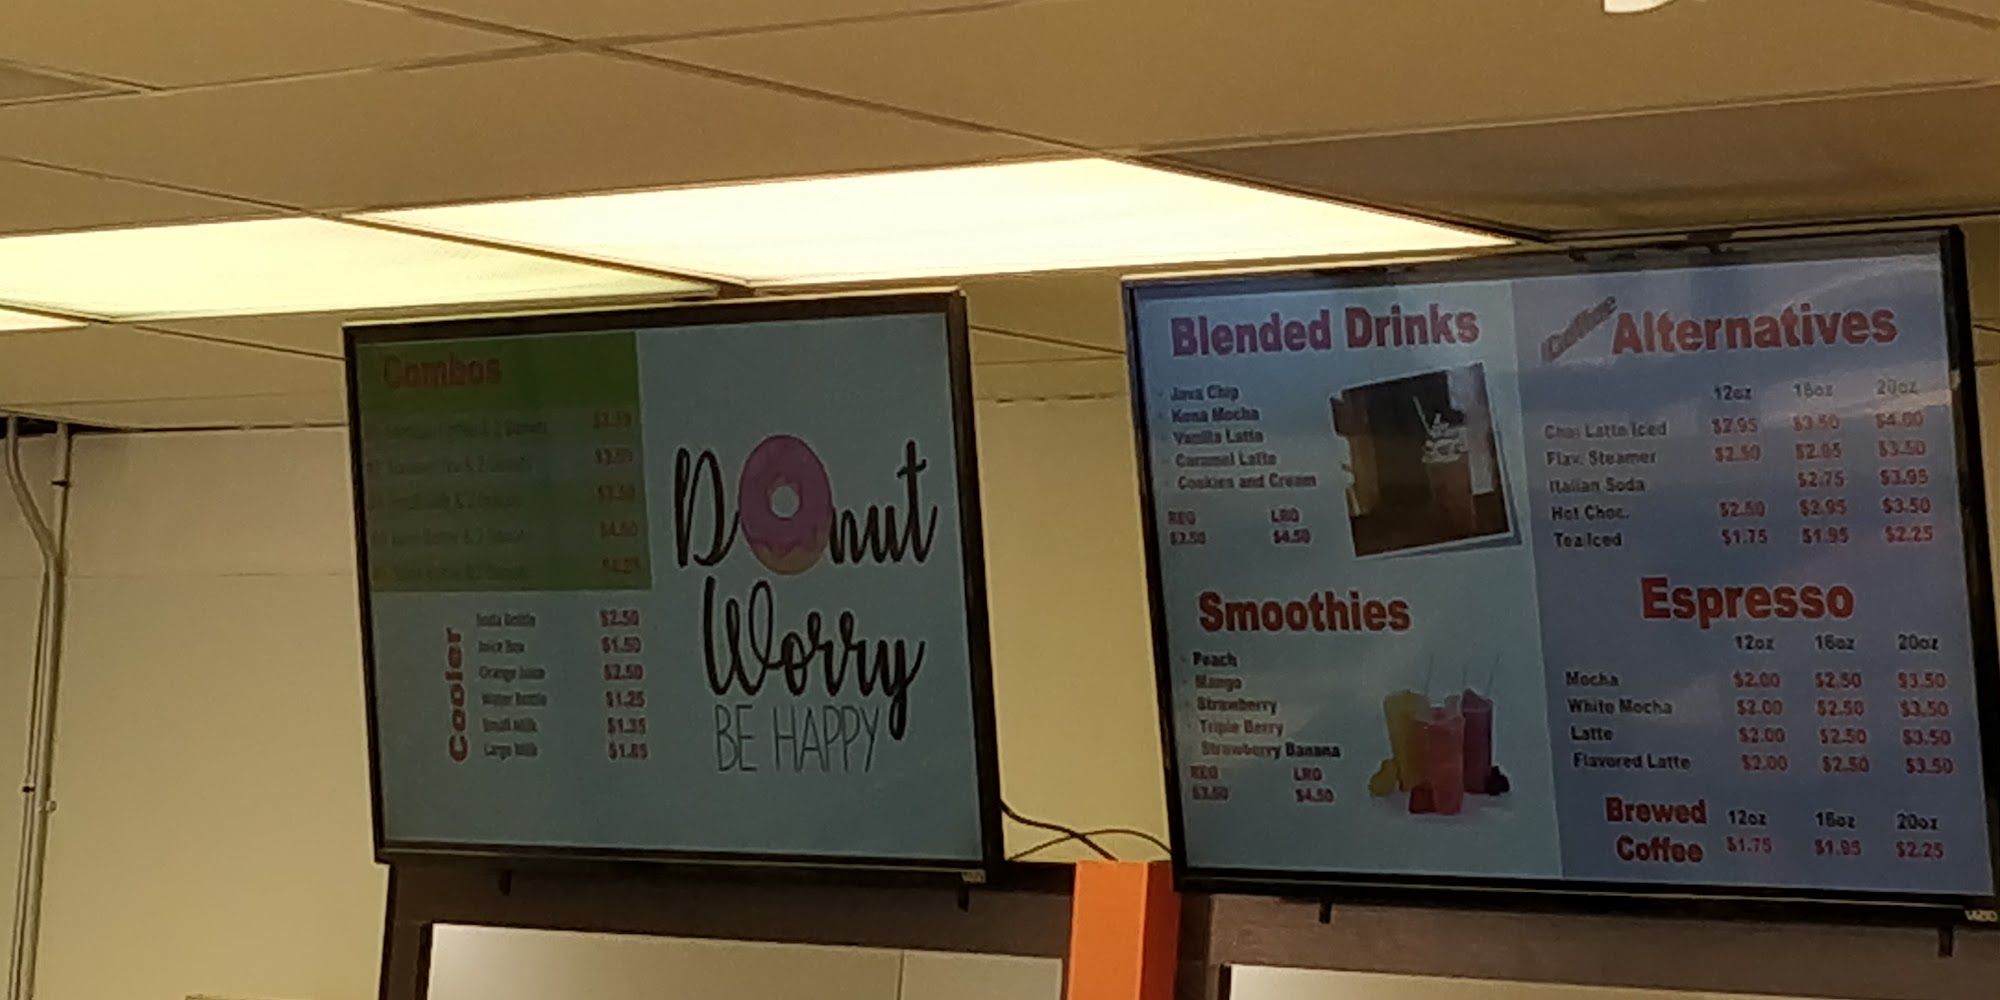 Combos
$3.50
$4.25
Cooler
Soda Bottle $2.50
Juice Box $1.50
Orange Juice $2.50
Water Bottle $1.25
Small Milk $1.35
Large Milk $1.85
Donut
Worry
BE HAPPY
Blended Drinks
Java Chip
Kona Mocha
Vanilla Latte
Caramel Latte
Cookies and Cream
REG LRG
$3.50 $4.50
Smoothies
Peach
Mango
Strawberry
Triple Berry
Strawberry Banana
REG LRG
$3.50 $4.50
Coffee Alternatives
12oz 16oz 20oz
Chai Latte Iced $2.95 $3.50 $4.00
Flav. Steamer $2.50 $2.95 $3.50
Italian Soda $2.75 $3.95
Hot Choc. $2.50 $2.95 $3.50
Tea Iced $1.75 $1.95 $2.25
Espresso
12oz 16oz 20oz
Mocha $2.00 $2.50 $3.50
White Mocha $2.00 $2.50 $3.50
Latte $2.00 $2.50 $3.50
Flavored Latte $2.00 $2.50 $3.50
Brewed Coffee
12oz 16oz 20oz
$1.75 $1.95 $2.25
VIZIO